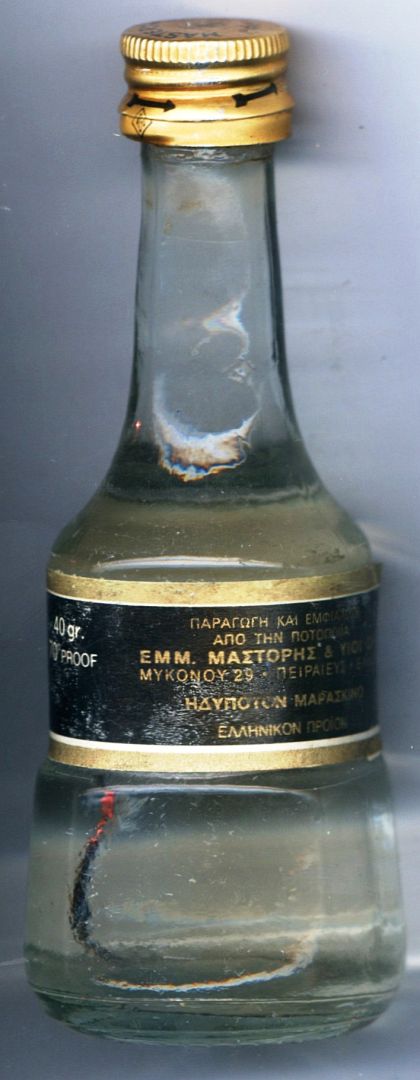 40 gr.
70° PROOF
ΠΑΡΑΓΩΓΗ ΚΑΙ
ΑΠΟ ΤΗΝ ΠΟΤΟΠΟΙΙΑ
ΕΜΜ. ΜΑΣΤΟΡΗΣ & ΥΙΟΙ
ΜΥΚΟΝΟΥ 29 · ΠΕΙΡΑΙΕΥΣ ·
ΗΔΥΠΟΤΟΝ ΜΑΡΑΣΚΙΝΟ
ΕΛΛΗΝΙΚΟΝ ΠΡΟΪΟΝ